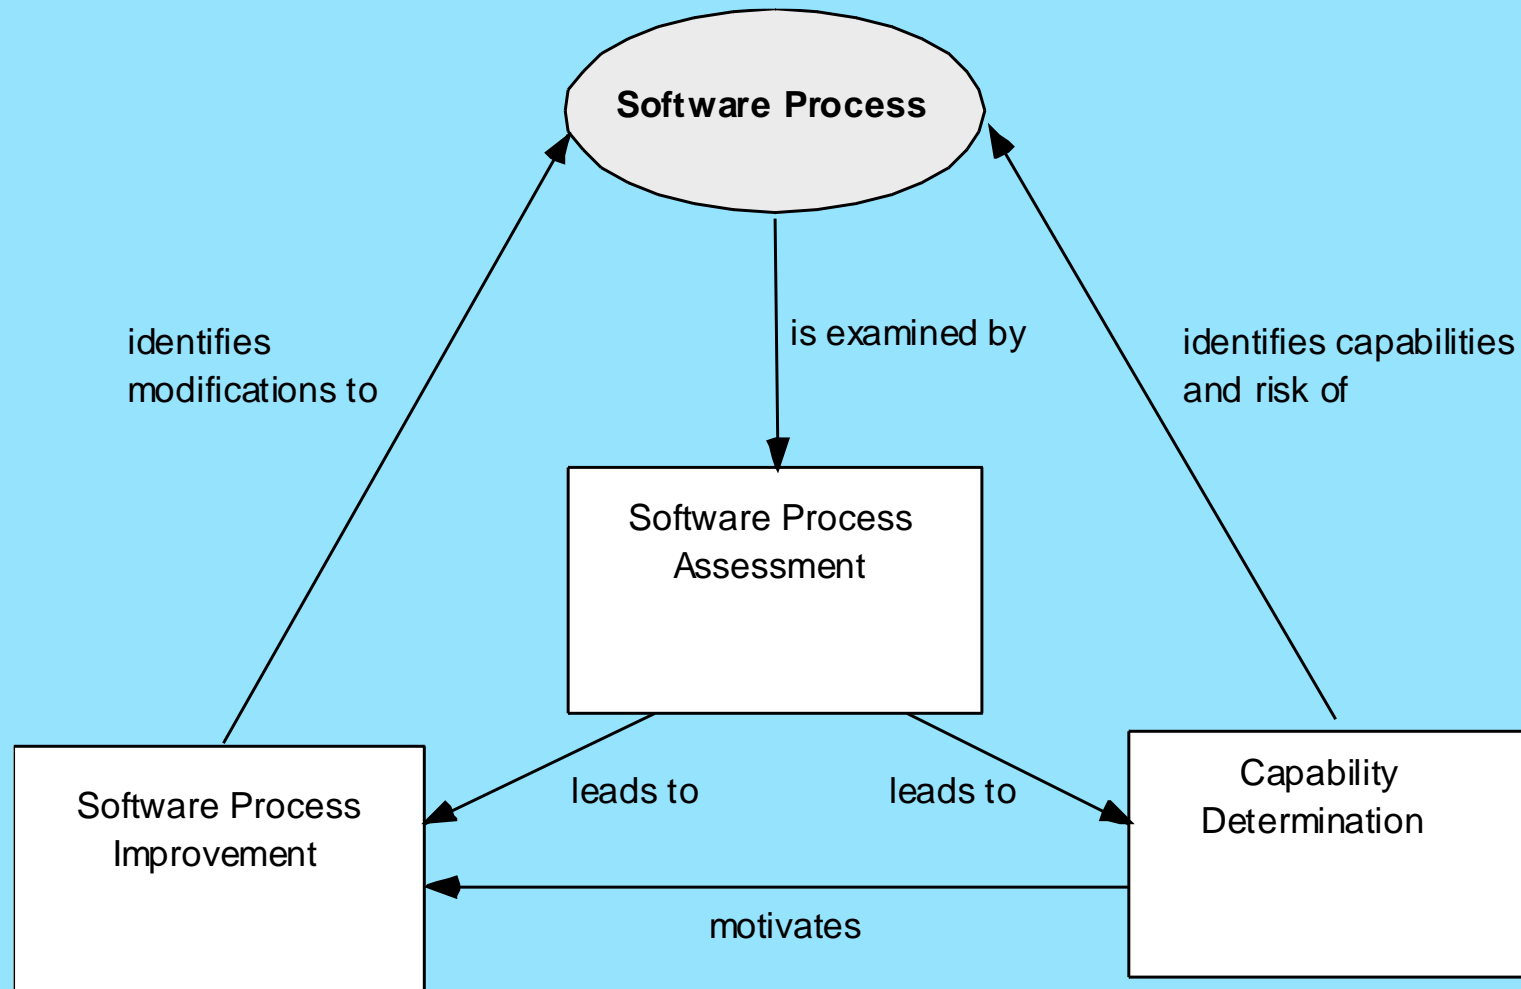 Software Process
identifies
modifications to
is examined by
identifies capabilities
and risk of
Software Process
Assessment
leads to
leads to
Software Process
Improvement
Capability
Determination
motivates